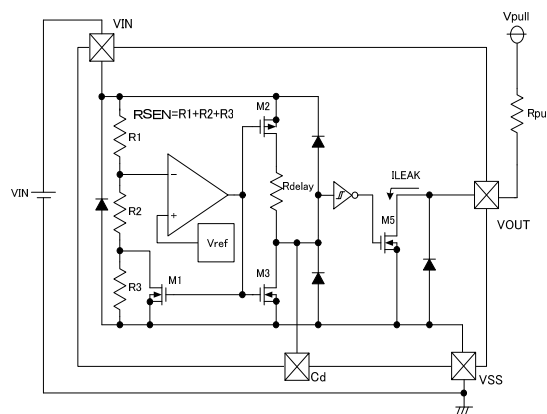 Vpull
VIN
Rpu
RSEN=R1+R2+R3
M2
R1
ILEAK
-
Rdelay
VIN
R2
+
M5
VOUT
Vref
R3
M1
M3
Cd
VSS